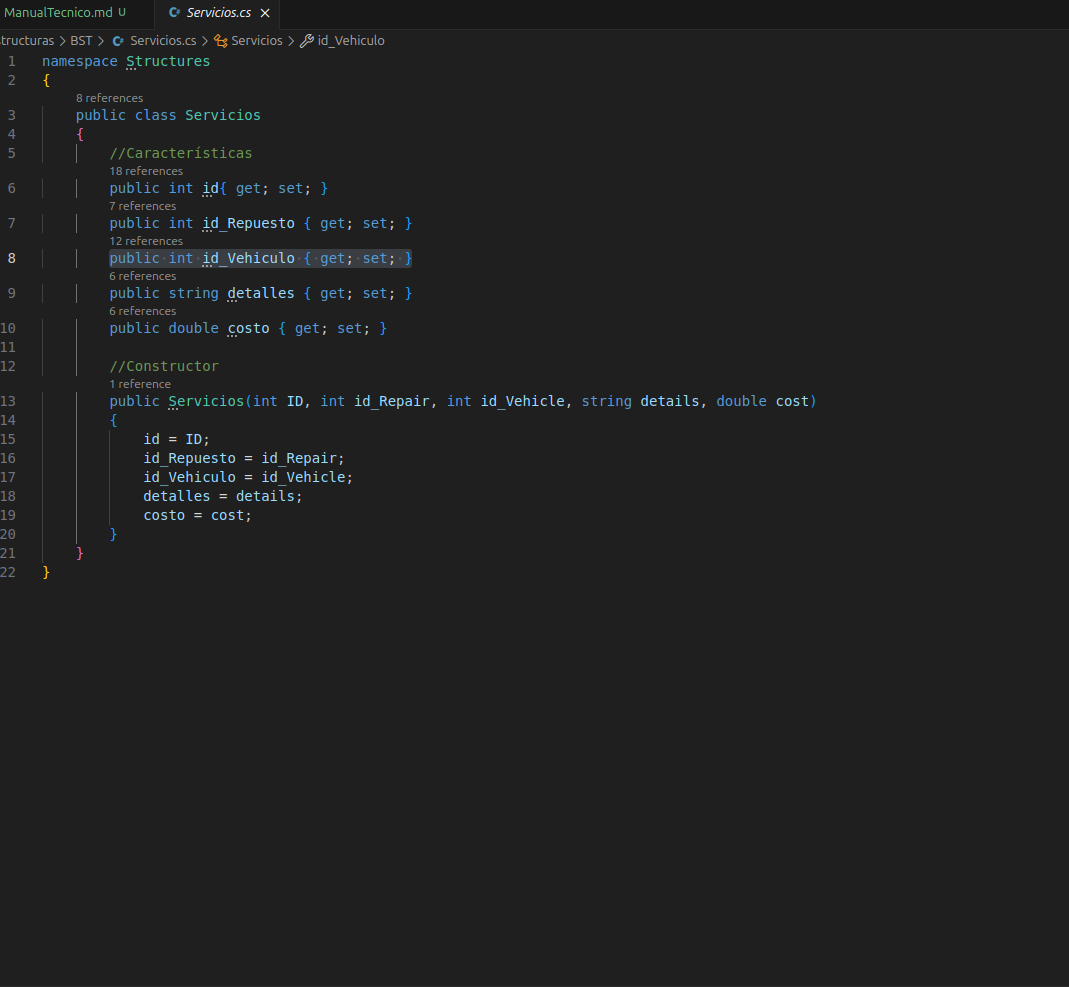 ManualTecnico.md U Servicios.cs
tructuras > BST > Servicios.cs > Servicios > id_Vehiculo
1 namespace Structures
2 {
8 references
3 public class Servicios
4 {
5 //Características
18 references
6 public int id{ get; set; }
7 references
7 public int id_Repuesto { get; set; }
12 references
8 public int id_Vehiculo { get; set; }
6 references
9 public string detalles { get; set; }
6 references
10 public double costo { get; set; }
11
12 //Constructor
1 reference
13 public Servicios(int ID, int id_Repair, int id_Vehicle, string details, double cost)
14 {
15 id = ID;
16 id_Repuesto = id_Repair;
17 id_Vehiculo = id_Vehicle;
18 detalles = details;
19 costo = cost;
20 }
21 }
22 }